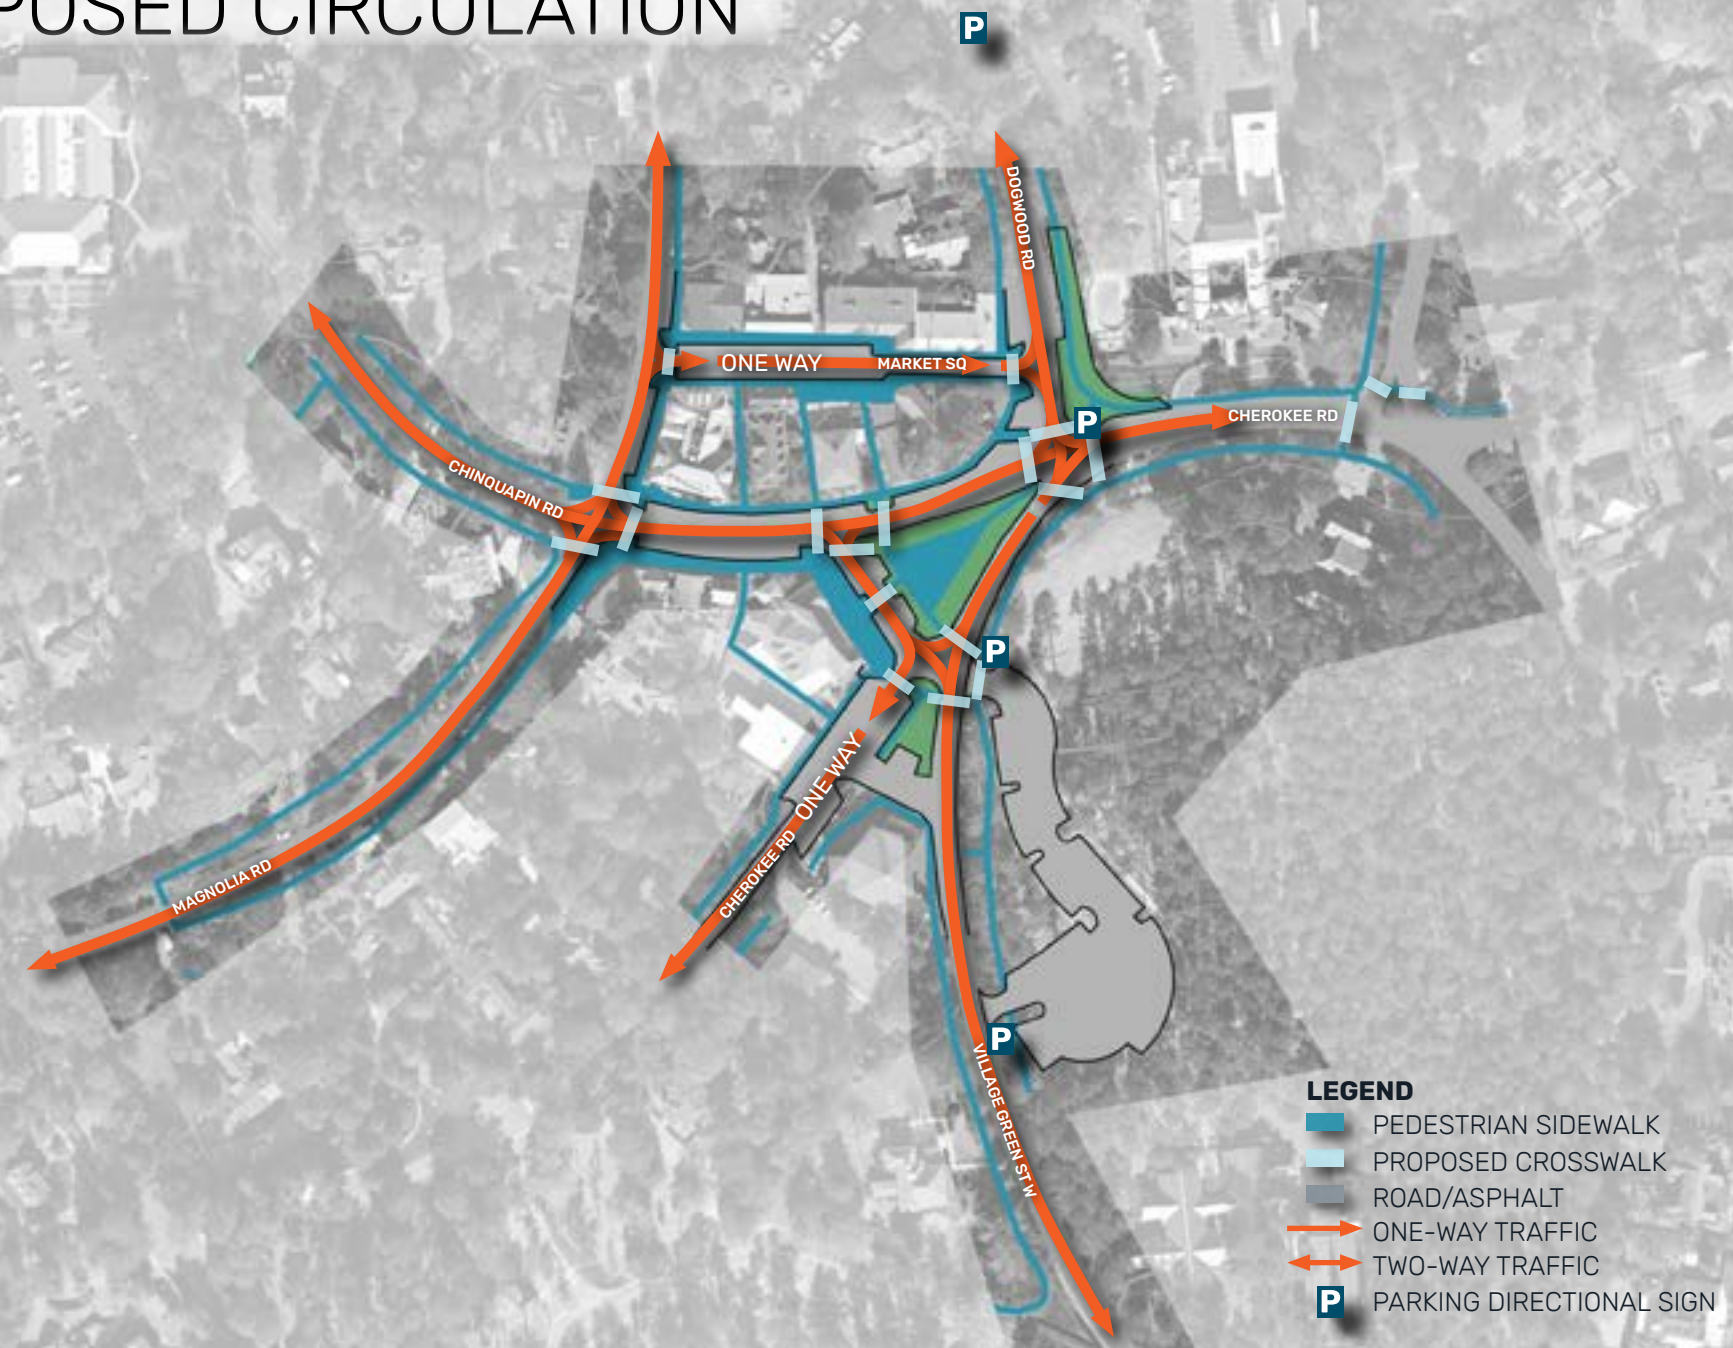 POSED CIRCULATION
P
DOGWOOD RD
ONE WAY
MARKET SQ
CHEROKEE RD
P
CHINQUAPIN RD
P
ONE WAY
CHEROKEE RD
MAGNOLIA RD
P
VILLAGE GREEN ST W
LEGEND
PEDESTRIAN SIDEWALK
PROPOSED CROSSWALK
ROAD/ASPHALT
ONE-WAY TRAFFIC
TWO-WAY TRAFFIC
P PARKING DIRECTIONAL SIGN